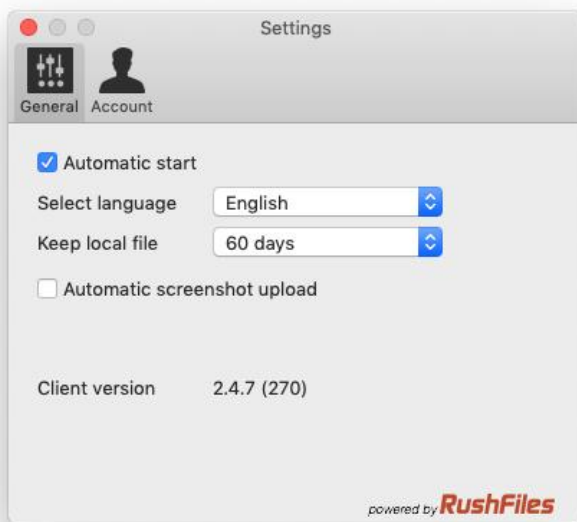 Settings
General Account
Automatic start
Select language English
Keep local file 60 days
Automatic screenshot upload
Client version 2.4.7 (270)
powered by RushFiles